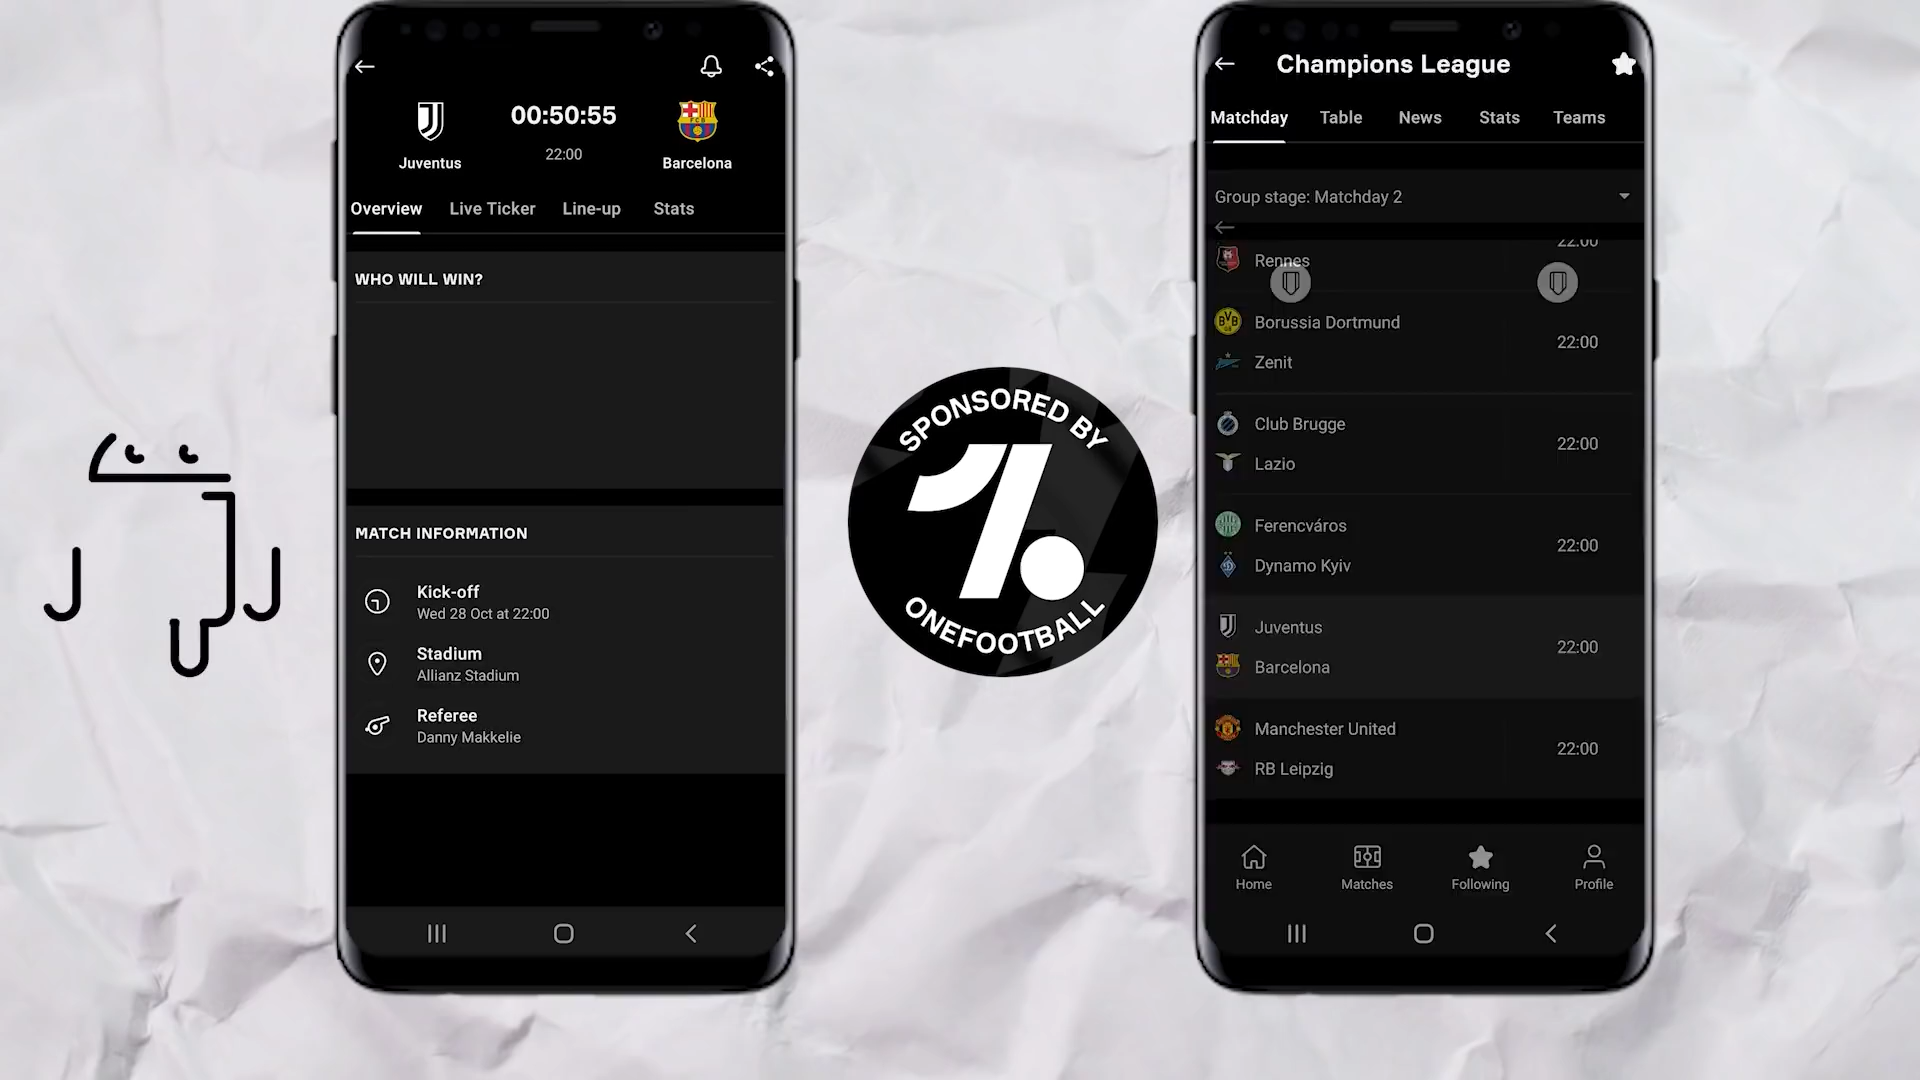 00:50:55
22:00
Juventus
Barcelona
Overview Live Ticker Line-up Stats
WHO WILL WIN?
MATCH INFORMATION
Kick-off
Wed 28 Oct at 22:00
Stadium
Allianz Stadium
Referee
Danny Makkelie
SPONSORED BY
ONEFOOTBALL
Champions League
Matchday Table News Stats Teams
Group stage: Matchday 2
22:00
Rennes
Borussia Dortmund
22:00
Zenit
Club Brugge
22:00
Lazio
Ferencváros
22:00
Dynamo Kyiv
Juventus
22:00
Barcelona
Manchester United
22:00
RB Leipzig
Home Matches Following Profile